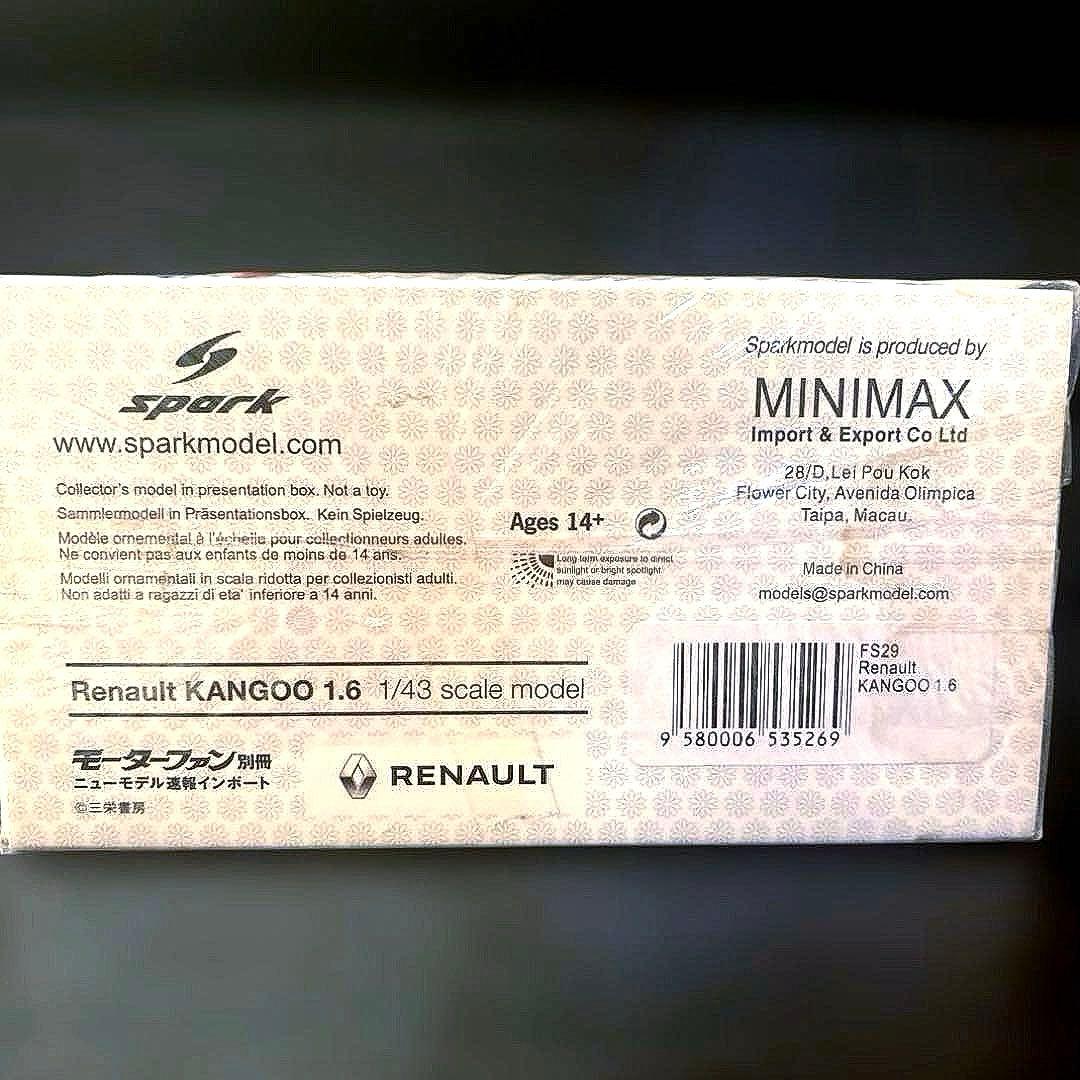 spark
www.sparkmodel.com
Collector's model in presentation box. Not a toy.
Sammlermodell in Präsentationsbox. Kein Spielzeug.
Modèle ornemental à l'échelle pour collectionneurs adultes.
Ne convient pas aux enfants de moins de 14 ans.
Modelli ornamentali in scala ridotta per collezionisti adulti.
Non adatti a ragazzi di eta' inferiore a 14 anni.
Ages 14+
Long term exposure to direct
sunlight or bright spotlight
may cause damage
Sparkmodel is produced by
MINIMAX
Import & Export Co Ltd
28/D,Lei Pou Kok
Flower City, Avenida Olimpica
Taipa, Macau.
Made in China
models@sparkmodel.com
Renault KANGOO 1.6 1/43 scale model
FS29
Renault
KANGOO 1.6
9 580006 535269
モーターファン別冊
ニューモデル速報インポート
©三栄書房
RENAULT